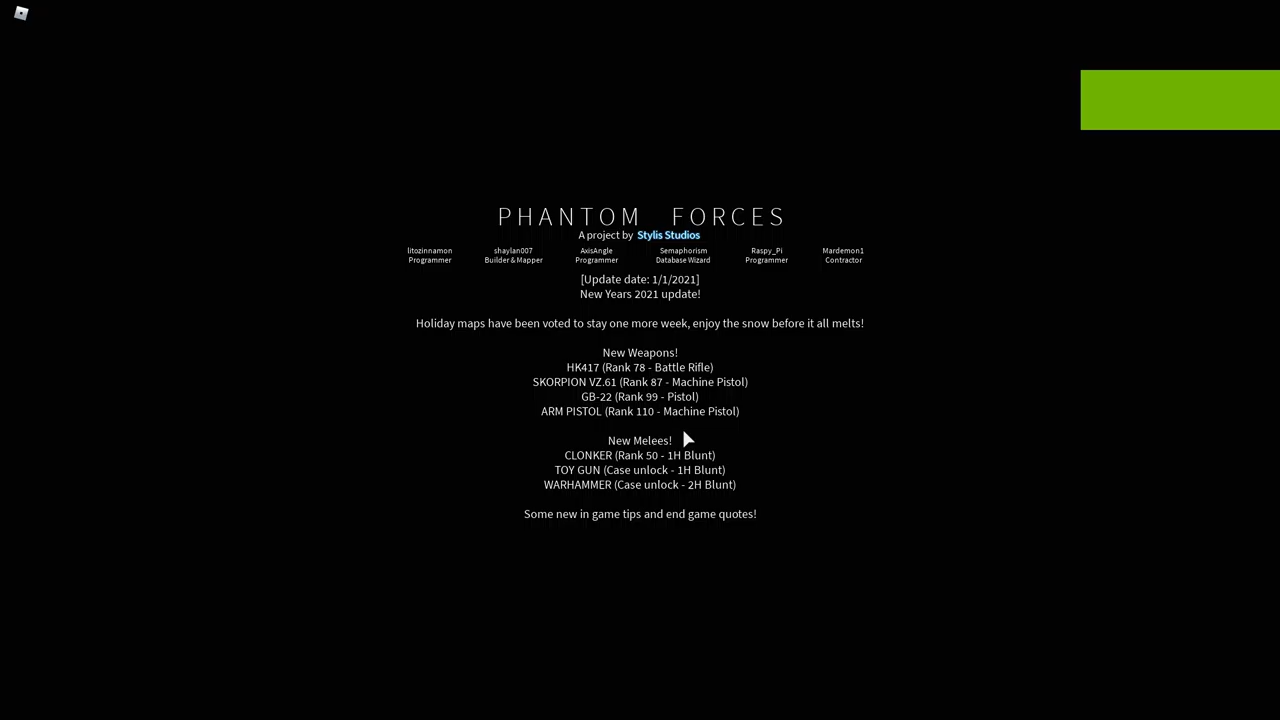 PHANTOM FORCES
A project by Stylis Studios
litozinnamon shaylan007 AxisAngle Semaphorism Raspy_Pi Mardemon1
Programmer Builder & Mapper Programmer Database Wizard Programmer Contractor
[Update date: 1/1/2021]
New Years 2021 update!
Holiday maps have been voted to stay one more week, enjoy the snow before it all melts!
New Weapons!
HK417 (Rank 78 - Battle Rifle)
SKORPION VZ.61 (Rank 87 - Machine Pistol)
GB-22 (Rank 99 - Pistol)
ARM PISTOL (Rank 110 - Machine Pistol)
New Melees!
CLONKER (Rank 50 - 1H Blunt)
TOY GUN (Case unlock - 1H Blunt)
WARHAMMER (Case unlock - 2H Blunt)
Some new in game tips and end game quotes!